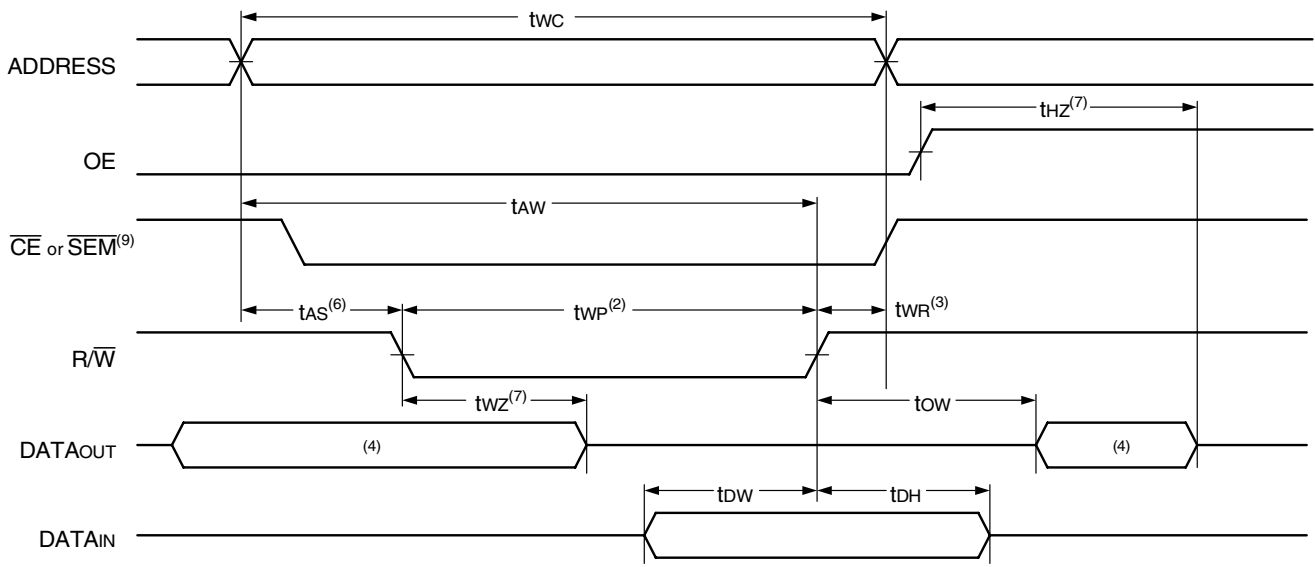 tWC
ADDRESS
tHZ(7)
OE
tAW
CE or SEM(9)
tAS(6) tWP(2) tWR(3)
R/W
tWZ(7) tOW
DATAOUT (4) (4)
tDW tDH
DATAIN